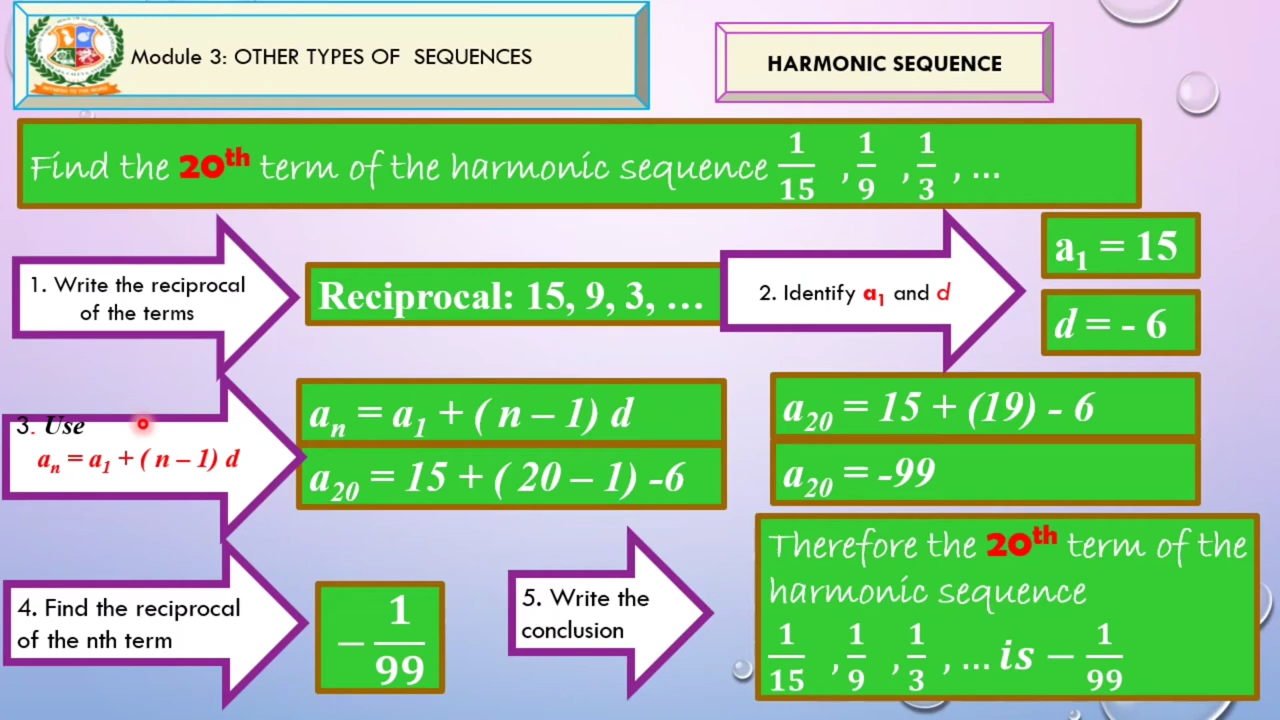 Module 3: OTHER TYPES OF SEQUENCES
HARMONIC SEQUENCE
Find the 20th term of the harmonic sequence 1/15 , 1/9 , 1/3 , ...
1. Write the reciprocal
of the terms
Reciprocal: 15, 9, 3, ...
2. Identify a1 and d
a1 = 15
d = - 6
3. Use
an = a1 + ( n – 1) d
an = a1 + ( n – 1) d
a20 = 15 + ( 20 – 1) -6
a20 = 15 + (19) - 6
a20 = -99
4. Find the reciprocal
of the nth term
− 1/99
5. Write the
conclusion
Therefore the 20th term of the
harmonic sequence
1/15 , 1/9 , 1/3 , ... is − 1/99